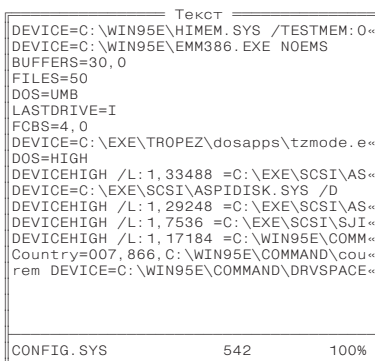 Текст
DEVICE=C:\WIN95E\HIMEM.SYS /TESTMEM:O«
DEVICE=C:\WIN95E\EMM386.EXE NOEMS
BUFFERS=30,0
FILES=50
DOS=UMB
LASTDRIVE=I
FCBS=4,0
DEVICE=C:\EXE\TROPEZ\dosapps\tzmode.e«
DOS=HIGH
DEVICEHIGH /L:1,33488 =C:\EXE\SCSI\AS«
DEVICE=C:\EXE\SCSI\ASPIDISK.SYS /D
DEVICEHIGH /L:1,29248 =C:\EXE\SCSI\AS«
DEVICEHIGH /L:1,7536 =C:\EXE\SCSI\SJI«
DEVICEHIGH /L:1,17184 =C:\WIN95E\COMM«
Country=007,866,C:\WIN95E\COMMAND\cou«
rem DEVICE=C:\WIN95E\COMMAND\DRVSPACE«
CONFIG.SYS 542 100%